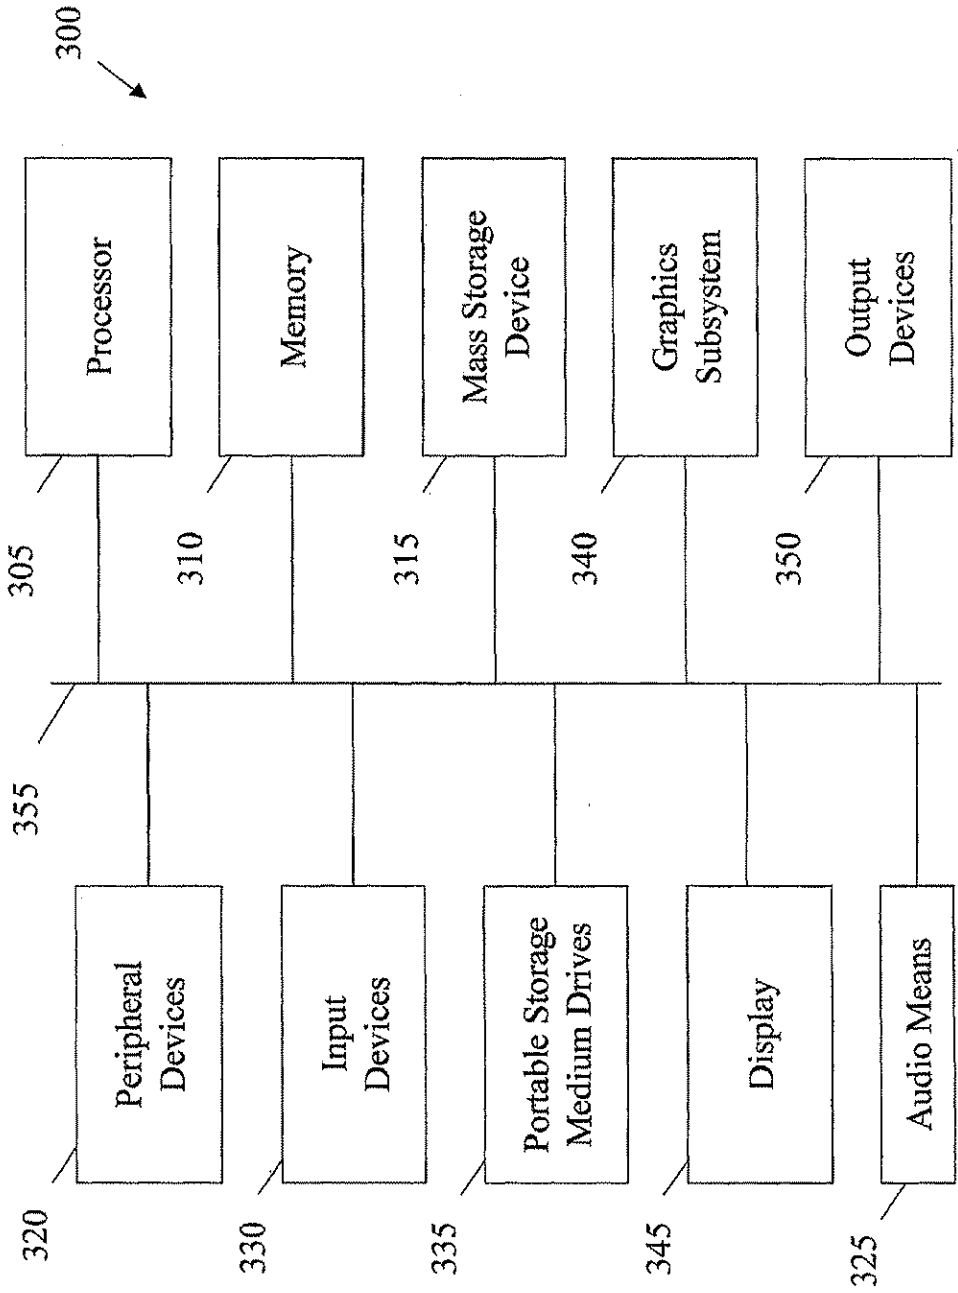 300
320
Peripheral
Devices
355
305
Processor
330
Input
Devices
310
Memory
335
Portable Storage
Medium Drives
315
Mass Storage
Device
345
Display
340
Graphics
Subsystem
325
Audio Means
350
Output
Devices